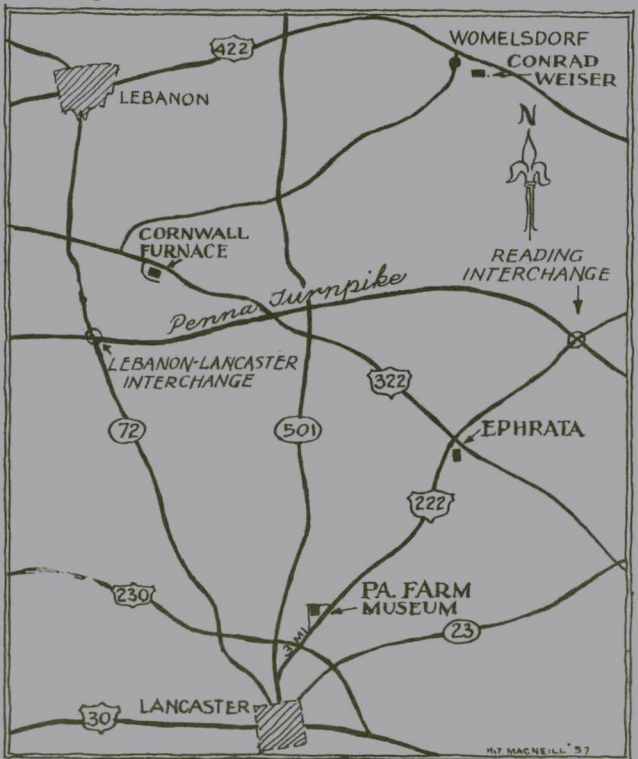 422
WOMELSDORF
CONRAD
WEISER
LEBANON
N
CORNWALL
FURNACE
READING
INTERCHANGE
Penna. Turnpike
LEBANON-LANCASTER
INTERCHANGE
322
72
501
EPHRATA
222
PA. FARM
MUSEUM
230
3 MI.
23
LANCASTER
30
H.T. MACNEILL '57